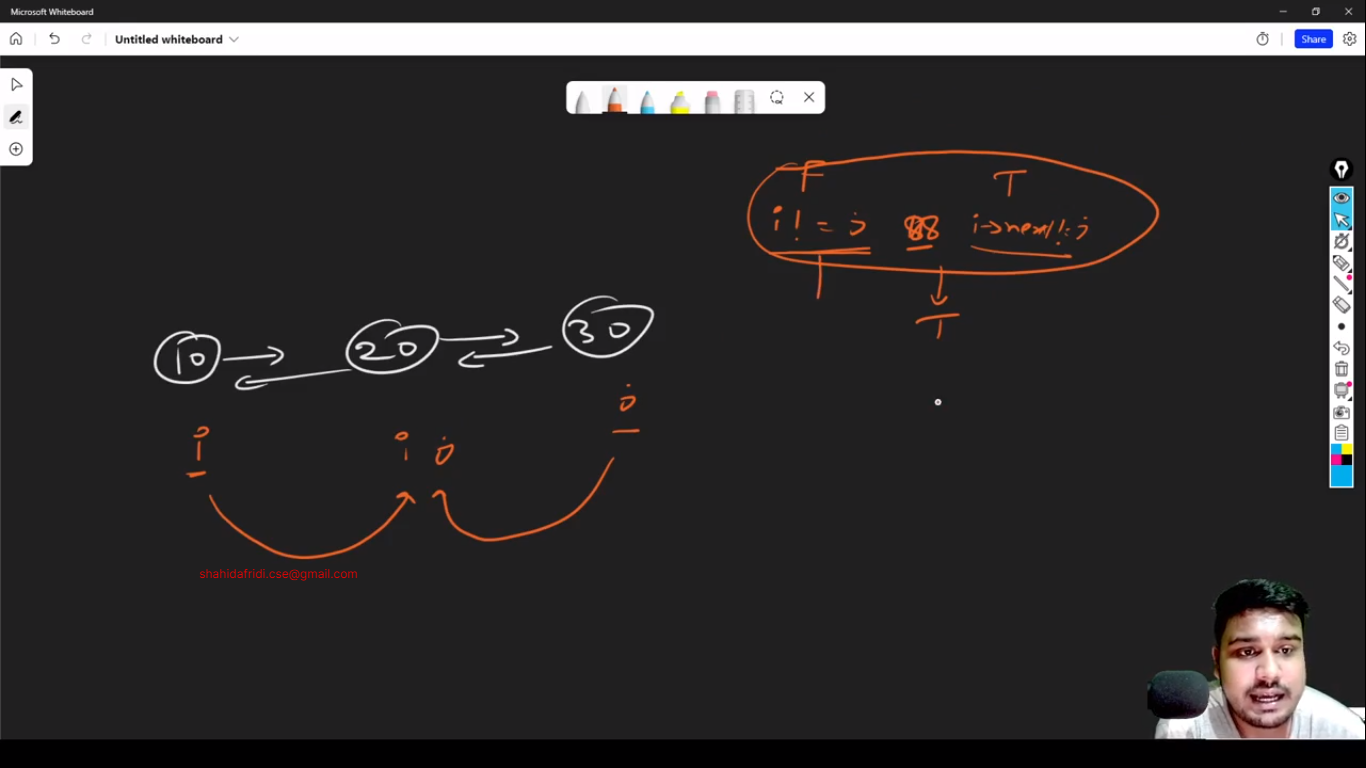 Microsoft Whiteboard
Untitled whiteboard
Share
F T
i != j && i->next != j
T
10 20 30
j
i i j
shahidafridi.cse@gmail.com